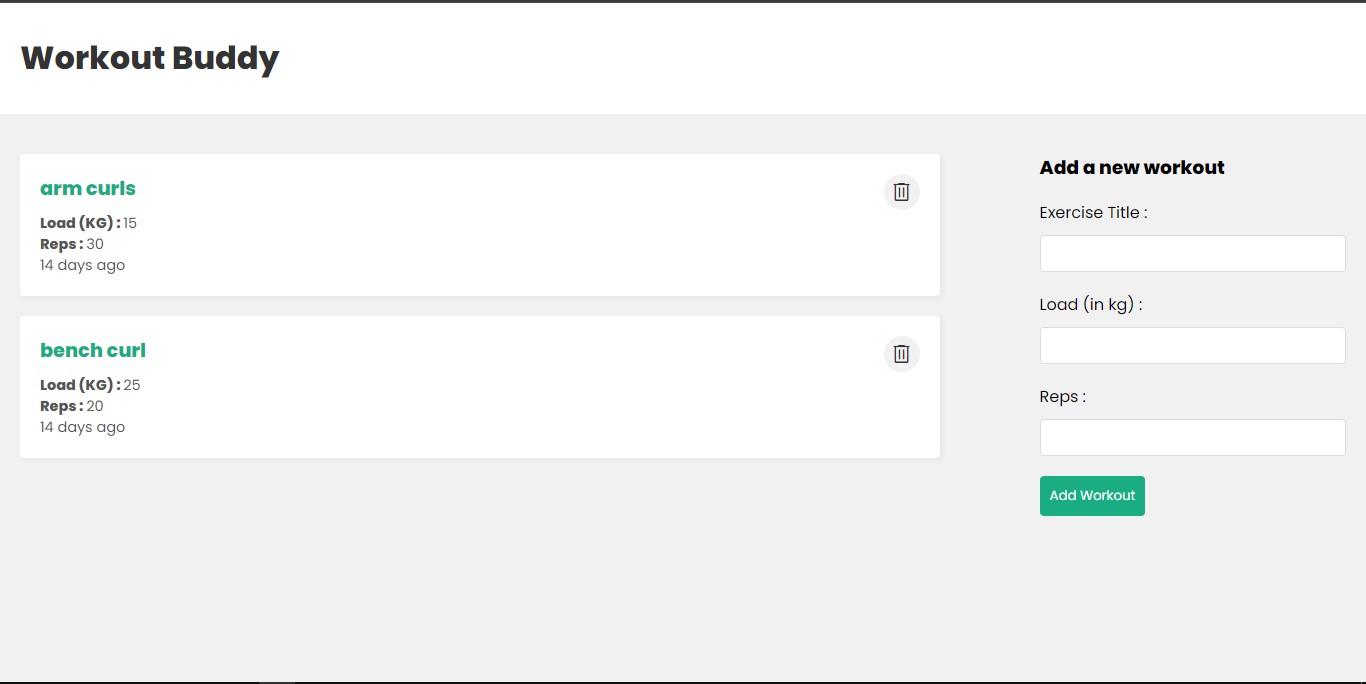 Workout Buddy
arm curls
Load (KG) : 15
Reps : 30
14 days ago
bench curl
Load (KG) : 25
Reps : 20
14 days ago
Add a new workout
Exercise Title :
Load (in kg) :
Reps :
Add Workout